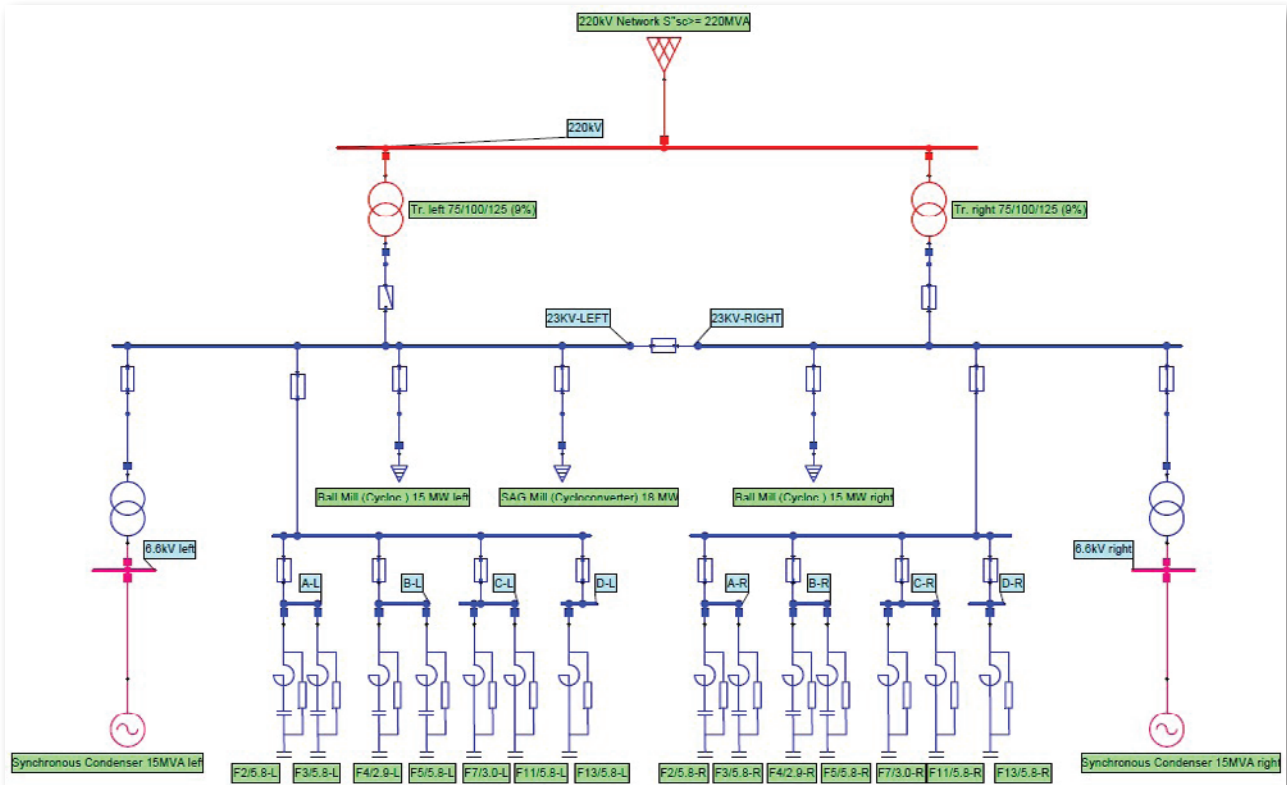 220kV Network S"sc>= 220MVA
220kV
Tr. left 75/100/125 (9%)
Tr. right 75/100/125 (9%)
23KV-LEFT
23KV-RIGHT
Ball Mill (Cycloc.) 15 MW left
SAG Mill (Cycloconverter) 18 MW
Ball Mill (Cycloc.) 15 MW right
6.6kV left
6.6kV right
A-L
B-L
C-L
D-L
A-R
B-R
C-R
D-R
Synchronous Condenser 15MVA left
F2/5.8-L
F3/5.8-L
F4/2.9-L
F5/5.8-L
F7/3.0-L
F11/5.8-L
F13/5.8-L
F2/5.8-R
F3/5.8-R
F4/2.9-R
F5/5.8-R
F7/3.0-R
F11/5.8-R
F13/5.8-R
Synchronous Condenser 15MVA right